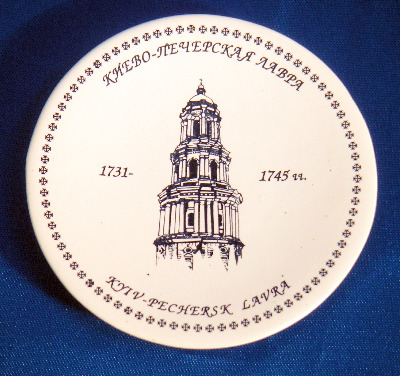 КИЕВО-ПЕЧЕРСКАЯ ЛАВРА
1731- 1745 гг.
KYIV-PECHERSK LAVRA